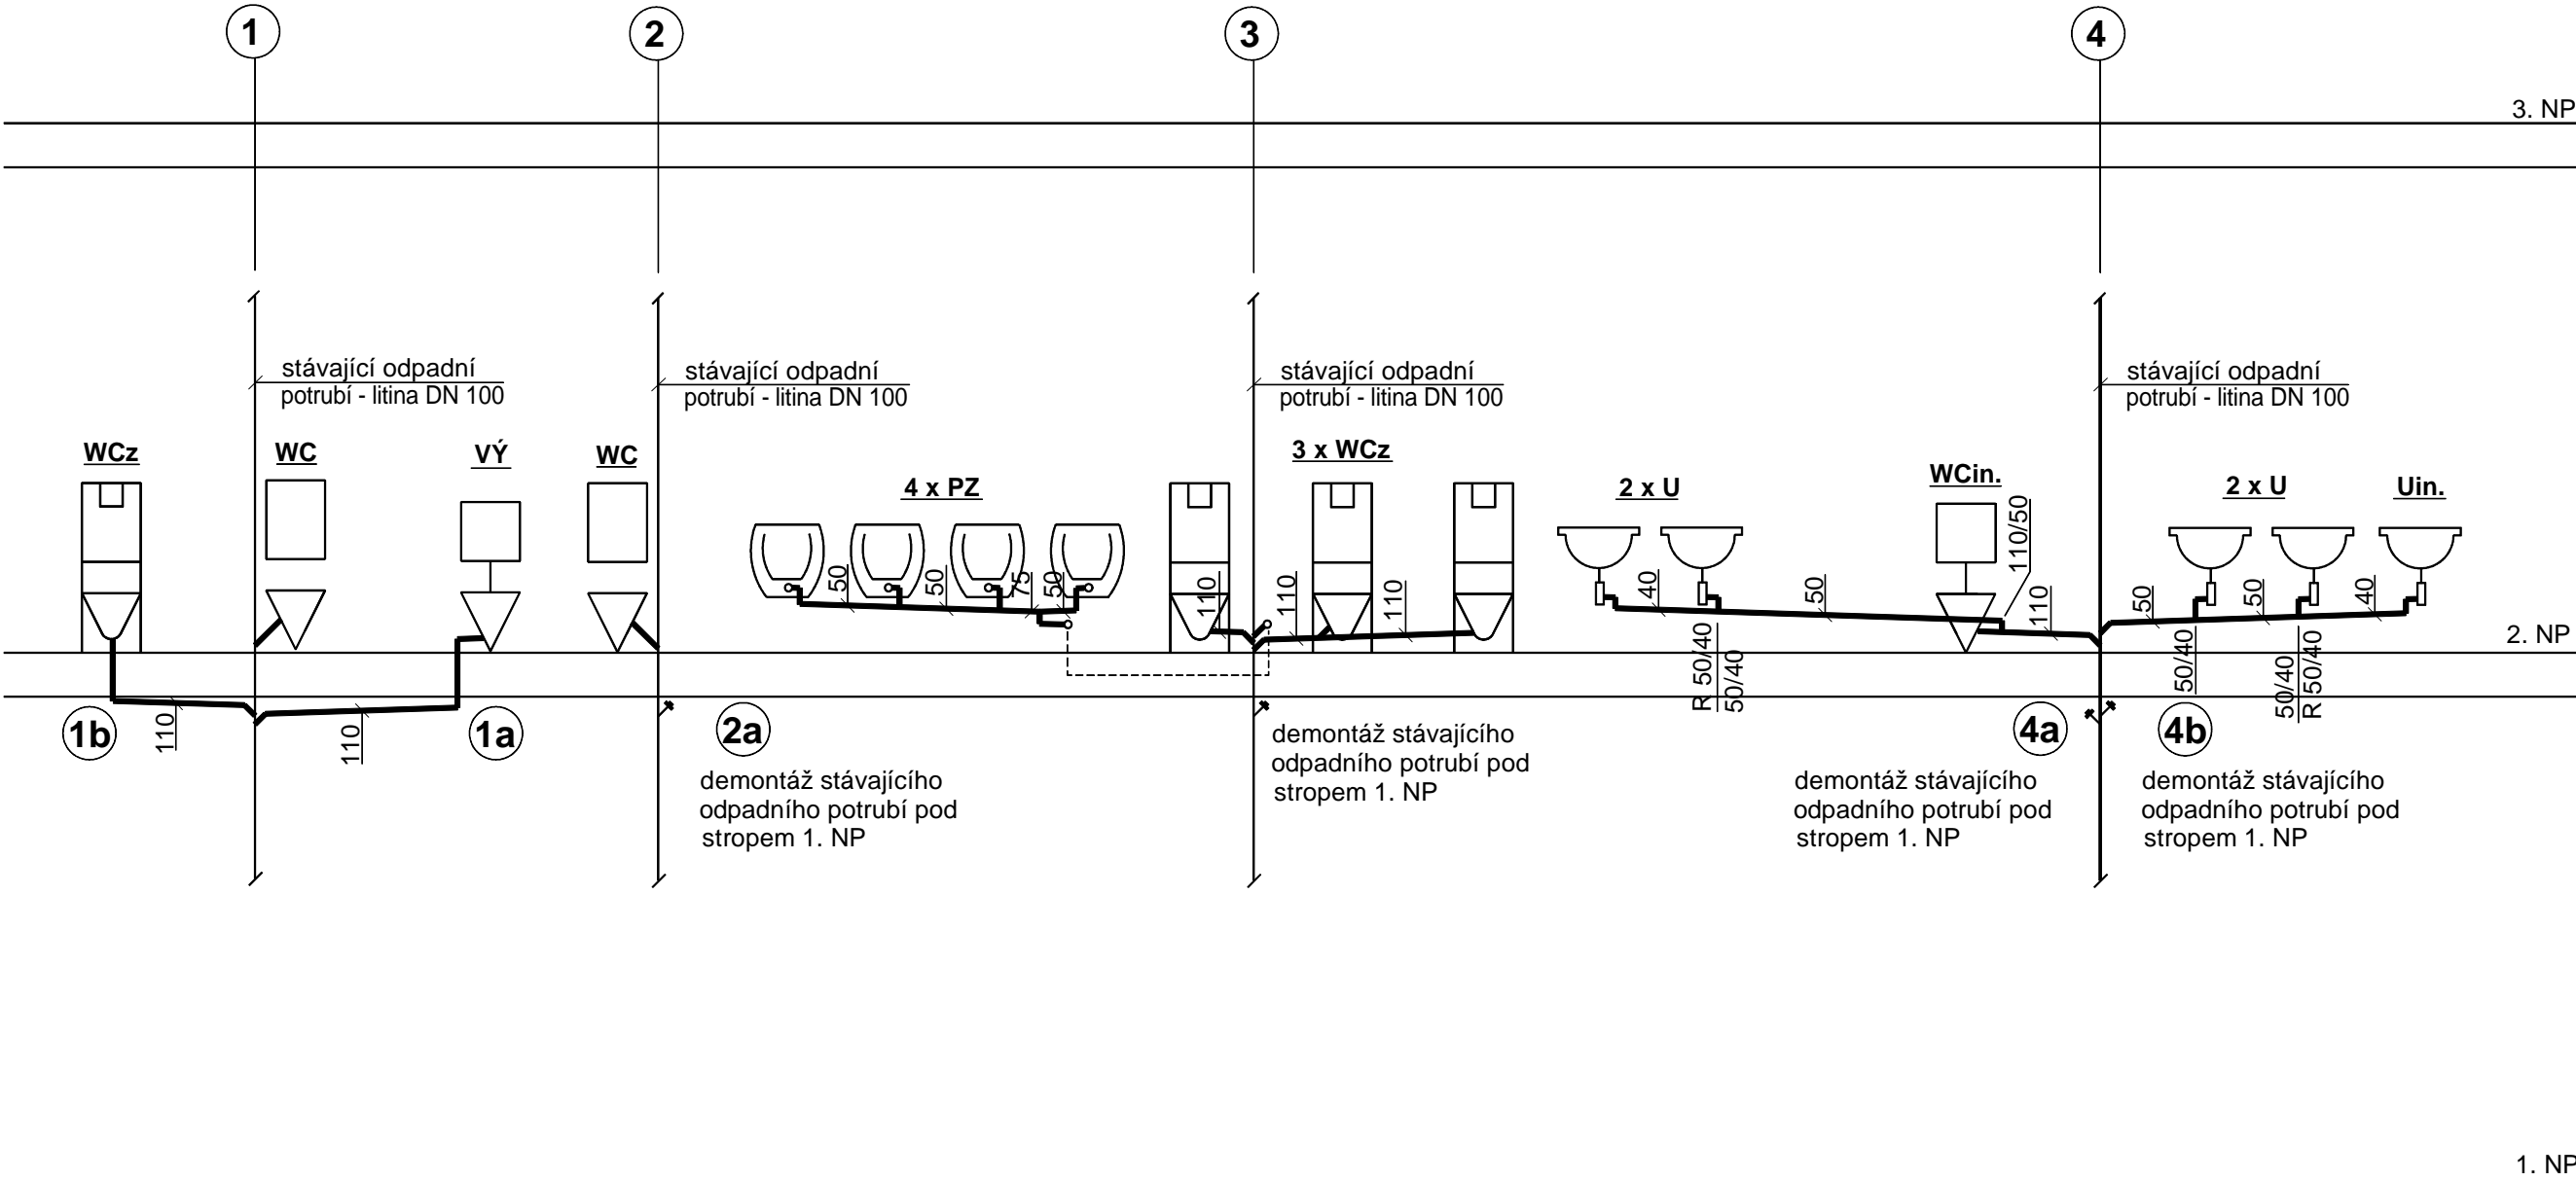 1
2
3
4
3. NP
stávající odpadní
potrubí - litina DN 100
stávající odpadní
potrubí - litina DN 100
stávající odpadní
potrubí - litina DN 100
stávající odpadní
potrubí - litina DN 100
WCz
WC
VÝ
WC
4 x PZ
3 x WCz
2 x U
WCin.
2 x U
Uin.
50
50
75
50
110
110
110
40
50
110/50
110
50
50
40
2. NP
R 50/40
50/40
50/40
50/40
R 50/40
1b
110
110
1a
2a
4a
4b
demontáž stávajícího
odpadního potrubí pod
stropem 1. NP
demontáž stávajícího
odpadního potrubí pod
stropem 1. NP
demontáž stávajícího
odpadního potrubí pod
stropem 1. NP
demontáž stávajícího
odpadního potrubí pod
stropem 1. NP
1. NP